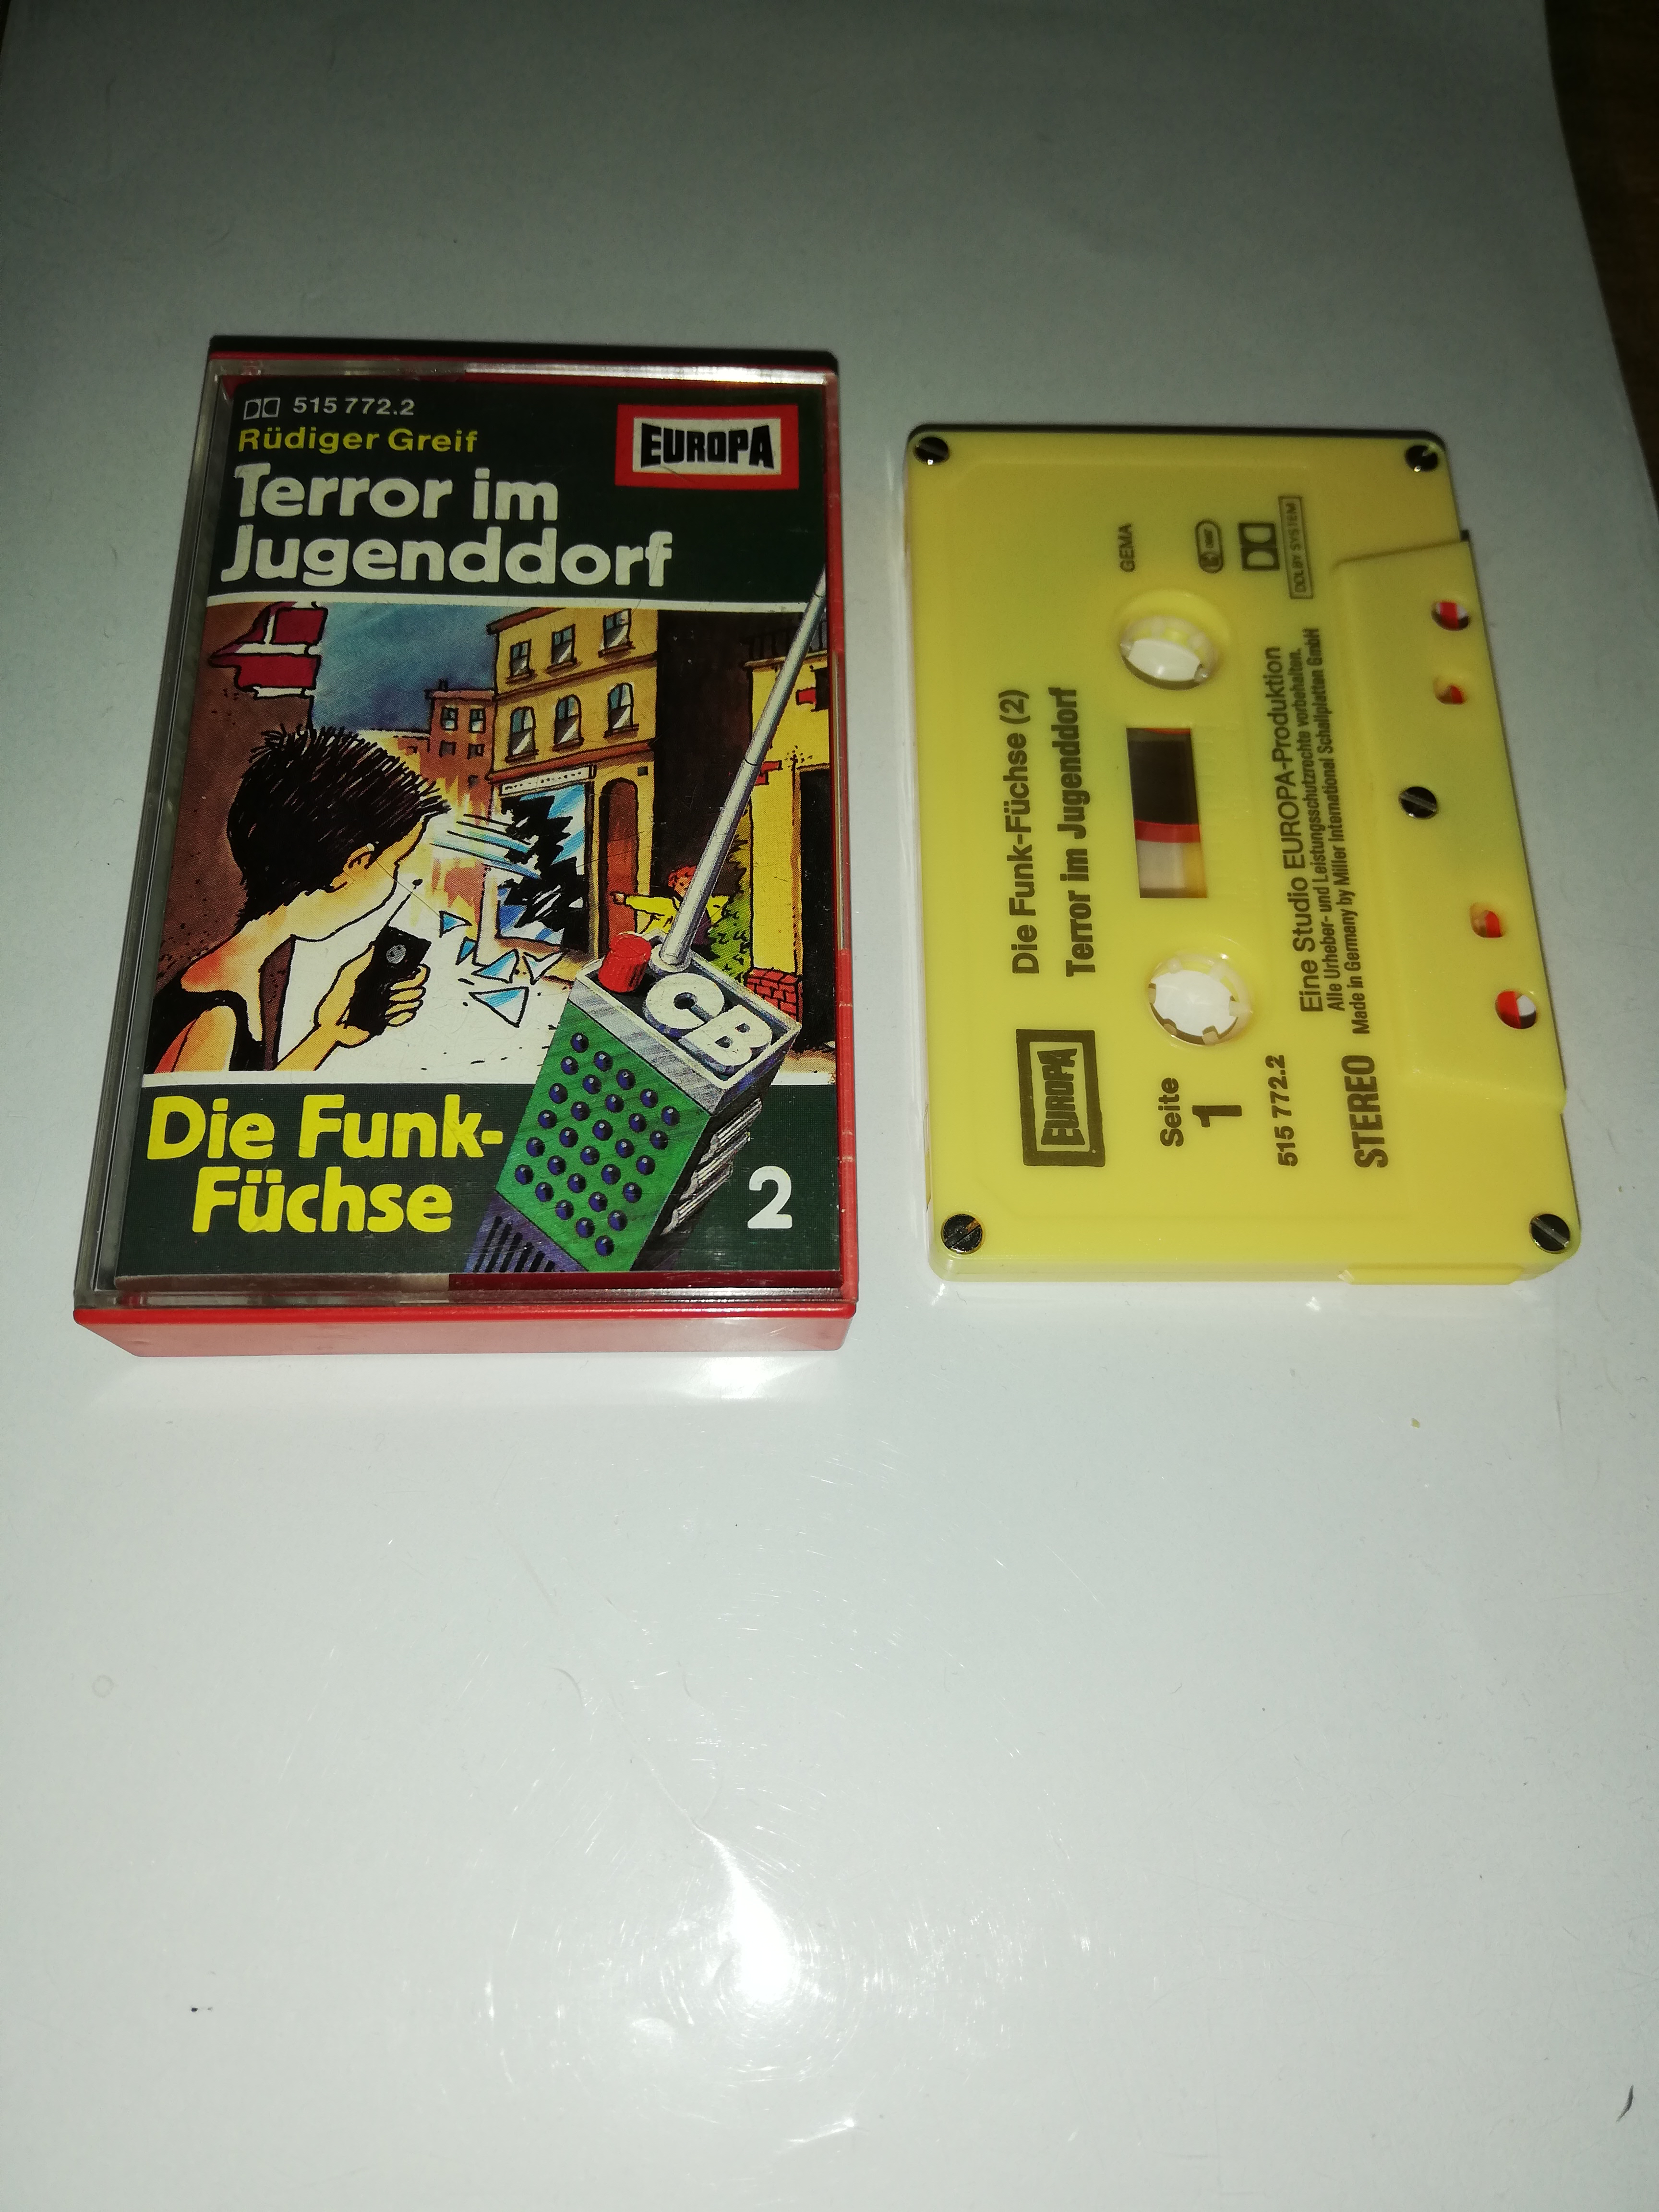 515 772.2
Rüdiger Greif
EUROPA
Terror im
Jugenddorf
CB
Die Funk-
Füchse
2
EUROPA
Die Funk-Füchse (2)
Terror im Jugenddorf
GEMA
Seite
1
515 772.2
STEREO
DOLBY SYSTEM
Eine Studio EUROPA-Produktion
Alle Urheber- und Leistungsschutzrechte vorbehalten.
Made in Germany by Miller International Schallplatten GmbH